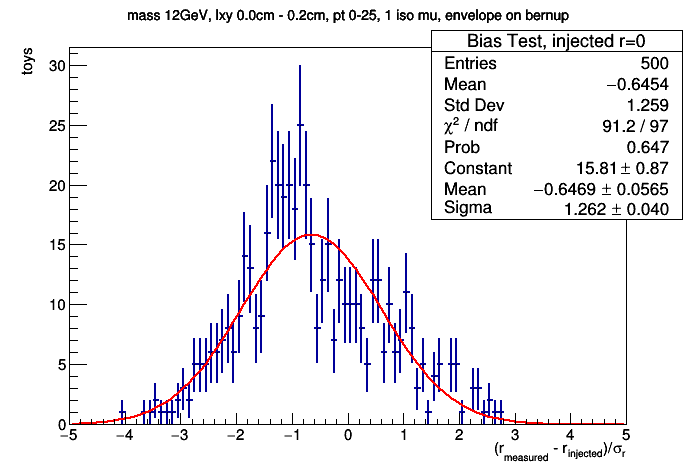 mass 12GeV, lxy 0.0cm - 0.2cm, pt 0-25, 1 iso mu, envelope on bernup
Bias Test, injected r=0
Entries 500
Mean −0.6454
Std Dev 1.259
χ² / ndf 91.2 / 97
Prob 0.647
Constant 15.81 ± 0.87
Mean −0.6469 ± 0.0565
Sigma 1.262 ± 0.040
toys
30
25
20
15
10
5
0
−5 −4 −3 −2 −1 0 1 2 3 4 5
(r_measured - r_injected)/σ_r